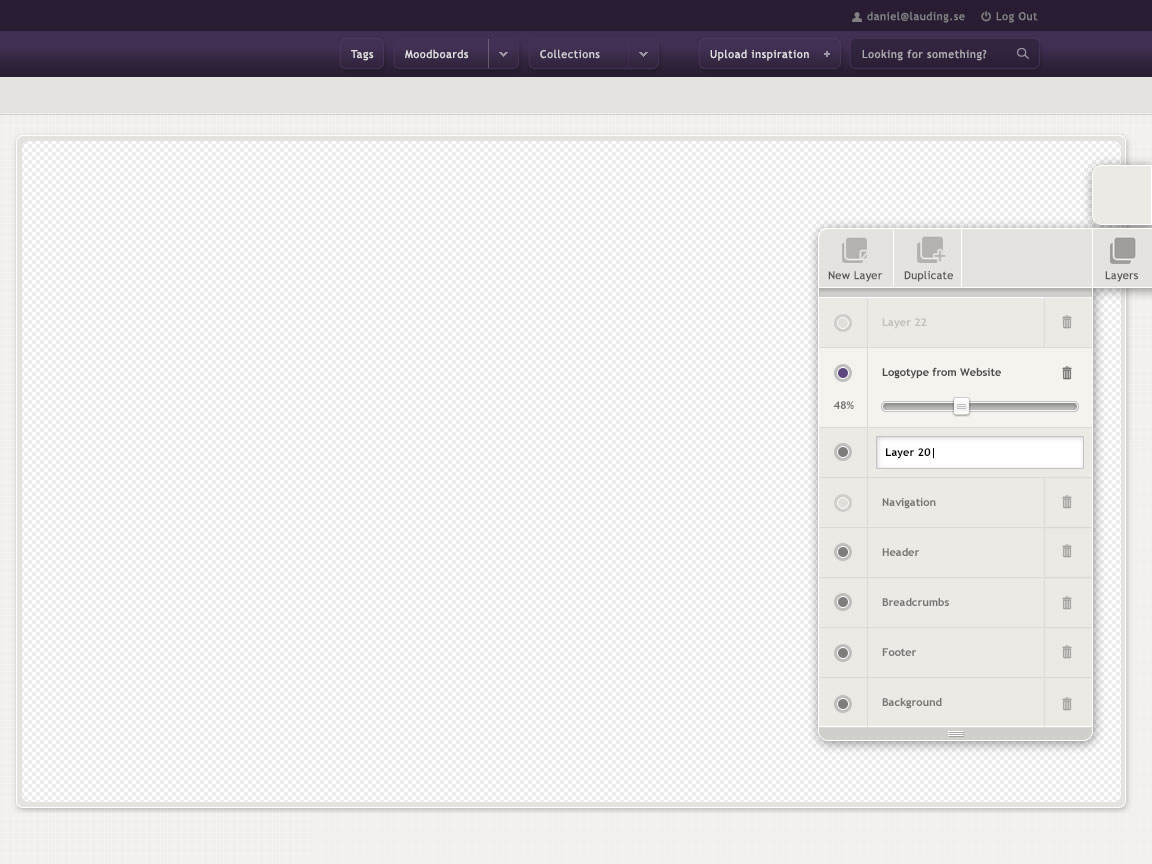 daniel@lauding.se Log Out
Tags Moodboards Collections Upload inspiration + Looking for something?
New Layer Duplicate Layers
Layer 22
Logotype from Website
48%
Layer 20
Navigation
Header
Breadcrumbs
Footer
Background